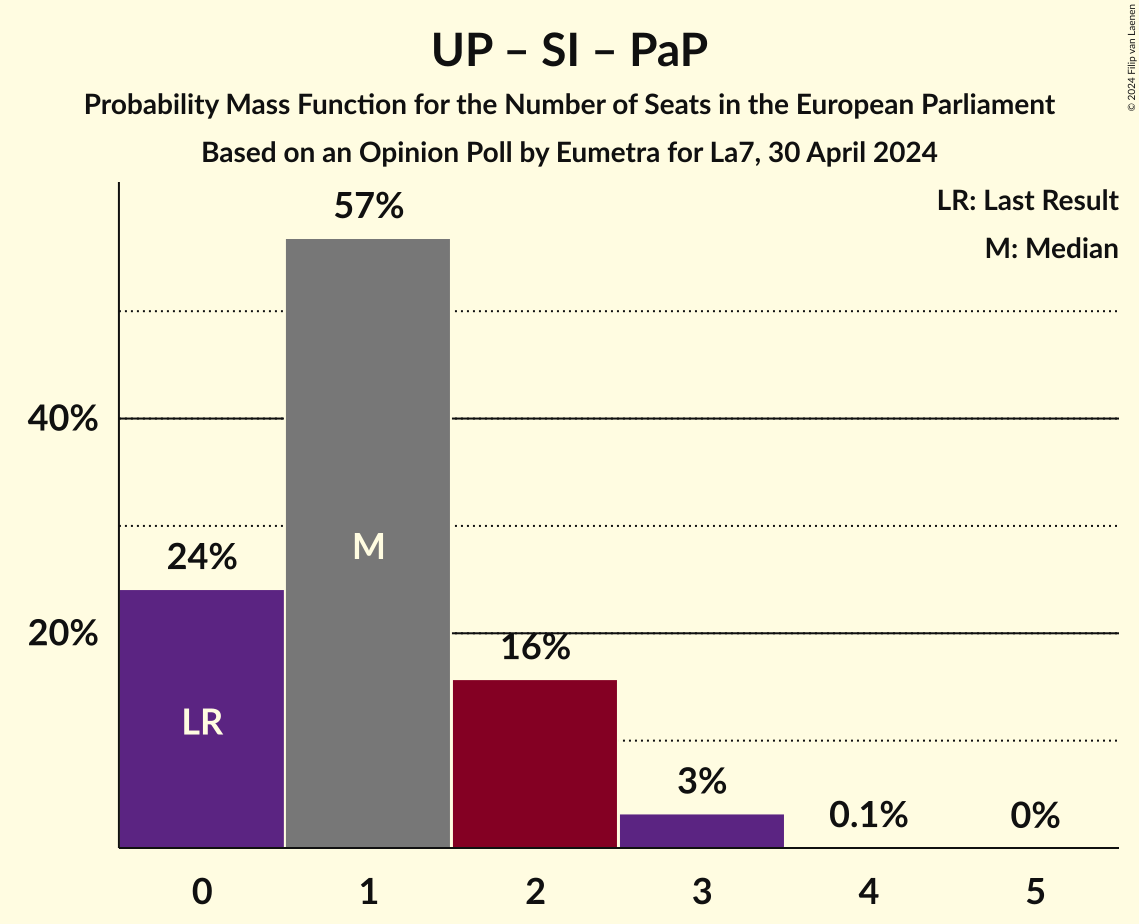 UP – SI – PaP
Probability Mass Function for the Number of Seats in the European Parliament
Based on an Opinion Poll by Eumetra for La7, 30 April 2024
© 2024 Filip van Laenen
LR: Last Result
M: Median
57%
40%
M
24%
20%
16%
LR
3%
0.1%
0%
0 1 2 3 4 5